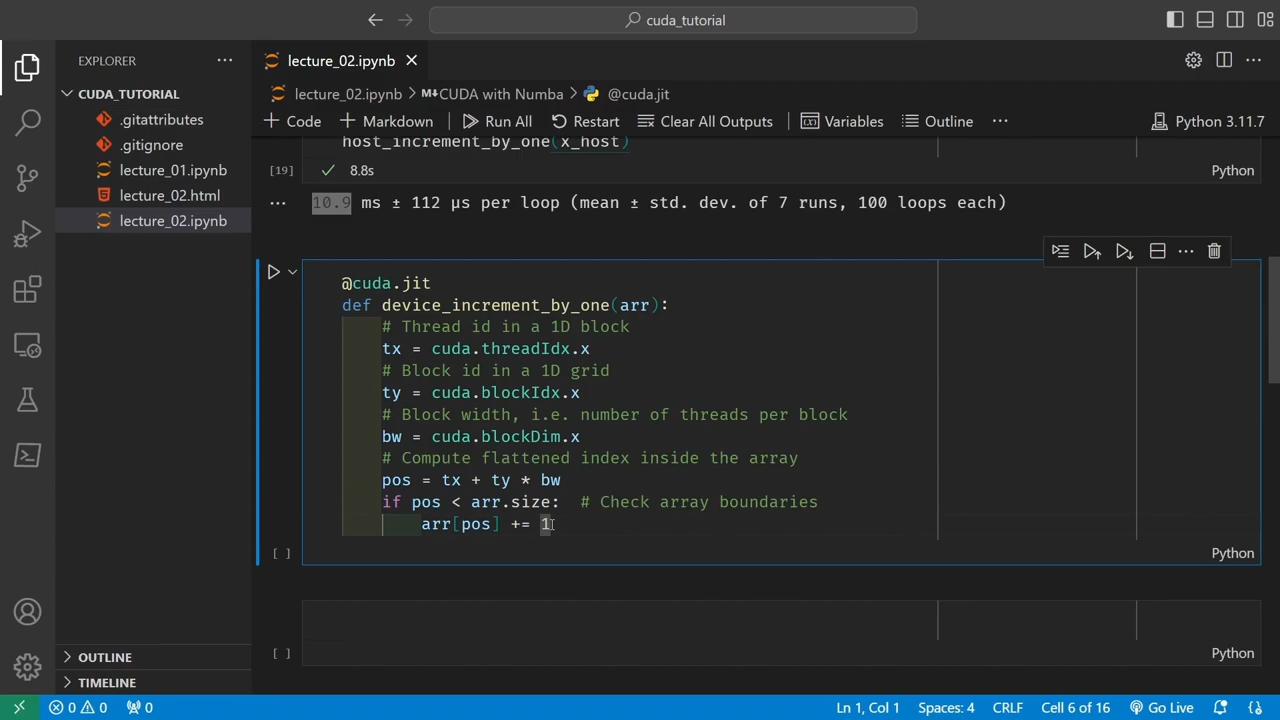 cuda_tutorial
EXPLORER
lecture_02.ipynb
CUDA_TUTORIAL
.gitattributes
.gitignore
lecture_01.ipynb
lecture_02.html
lecture_02.ipynb
OUTLINE
TIMELINE
lecture_02.ipynb > M↓CUDA with Numba > @cuda.jit
+ Code + Markdown Run All Restart Clear All Outputs Variables Outline ... Python 3.11.7
host_increment_by_one(x_host)
[19] 8.8s Python
10.9 ms ± 112 µs per loop (mean ± std. dev. of 7 runs, 100 loops each)
@cuda.jit
def device_increment_by_one(arr):
# Thread id in a 1D block
tx = cuda.threadIdx.x
# Block id in a 1D grid
ty = cuda.blockIdx.x
# Block width, i.e. number of threads per block
bw = cuda.blockDim.x
# Compute flattened index inside the array
pos = tx + ty * bw
if pos < arr.size:  # Check array boundaries
arr[pos] += 1
[ ] Python
[ ] Python
0 0 0 Ln 1, Col 1 Spaces: 4 CRLF Cell 6 of 16 Go Live